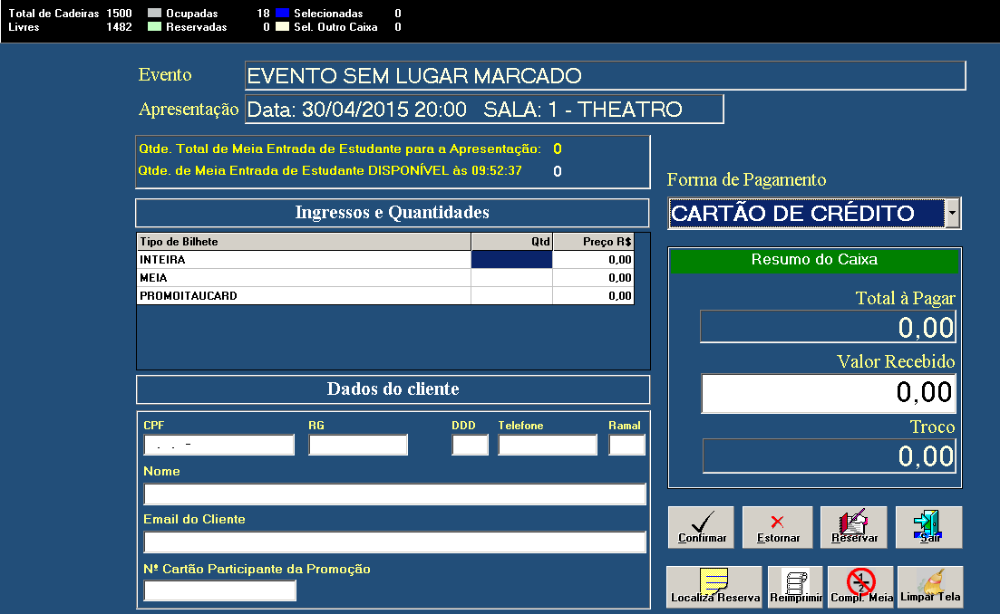 Total de Cadeiras 1500 Ocupadas 18 Selecionadas 0
Livres 1482 Reservadas 0 Sel. Outro Caixa 0
Evento EVENTO SEM LUGAR MARCADO
Apresentação Data: 30/04/2015 20:00 SALA: 1 - THEATRO
Qtde. Total de Meia Entrada de Estudante para a Apresentação: 0
Qtde. de Meia Entrada de Estudante DISPONÍVEL às 09:52:37 0
Forma de Pagamento
CARTÃO DE CRÉDITO
Ingressos e Quantidades
Tipo de Bilhete Qtd Preço R$
INTEIRA 0,00
MEIA 0,00
PROMOITAUCARD 0,00
Resumo do Caixa
Total à Pagar
0,00
Valor Recebido
0,00
Troco
0,00
Dados do cliente
CPF RG DDD Telefone Ramal
. . -
Nome
Email do Cliente
Nº Cartão Participante da Promoção
Confirmar Estornar Reservar Sair
Localiza Reserva Reimprimir Compl. Meia Limpar Tela